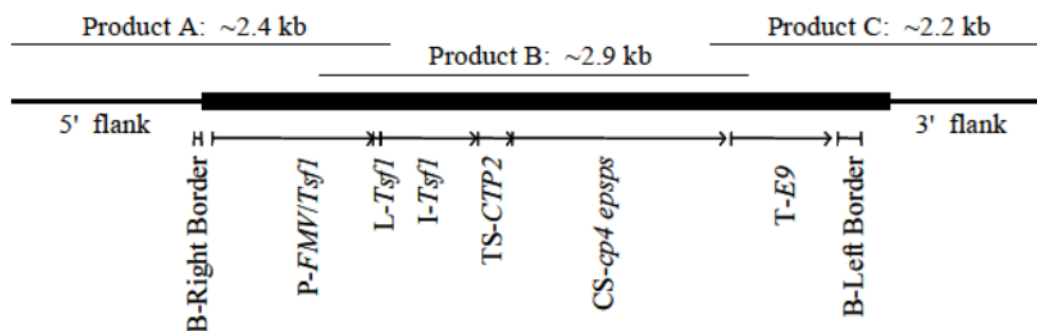 Product A: ~2.4 kb
Product C: ~2.2 kb
Product B: ~2.9 kb
5' flank
3' flank
B-Right Border
P-FMV/Tsf1
L-Tsf1
I-Tsf1
TS-CTP2
CS-cp4 epsps
T-E9
B-Left Border